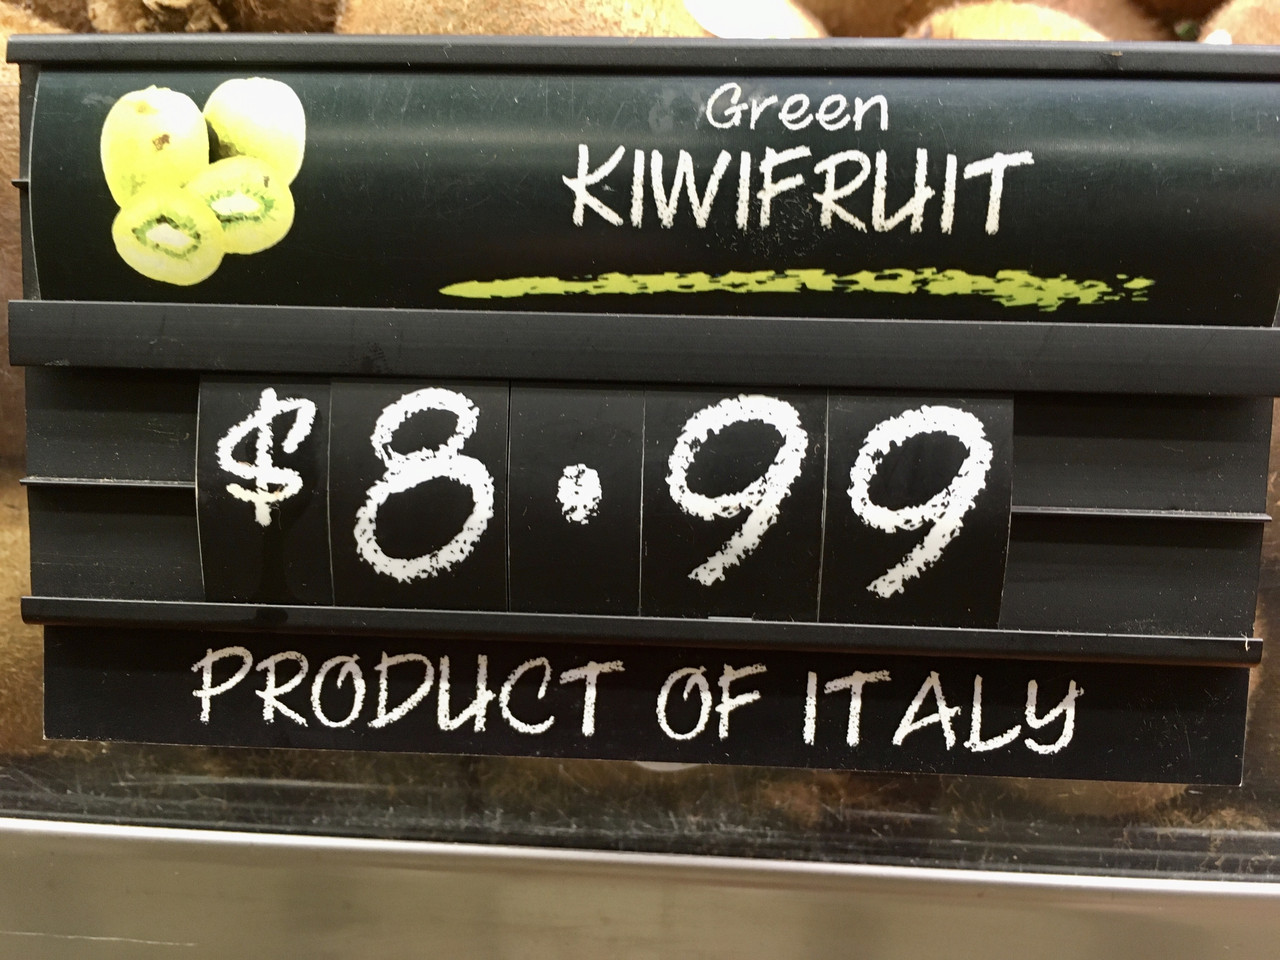 Green
KIWIFRUIT
$8.99
PRODUCT OF ITALY